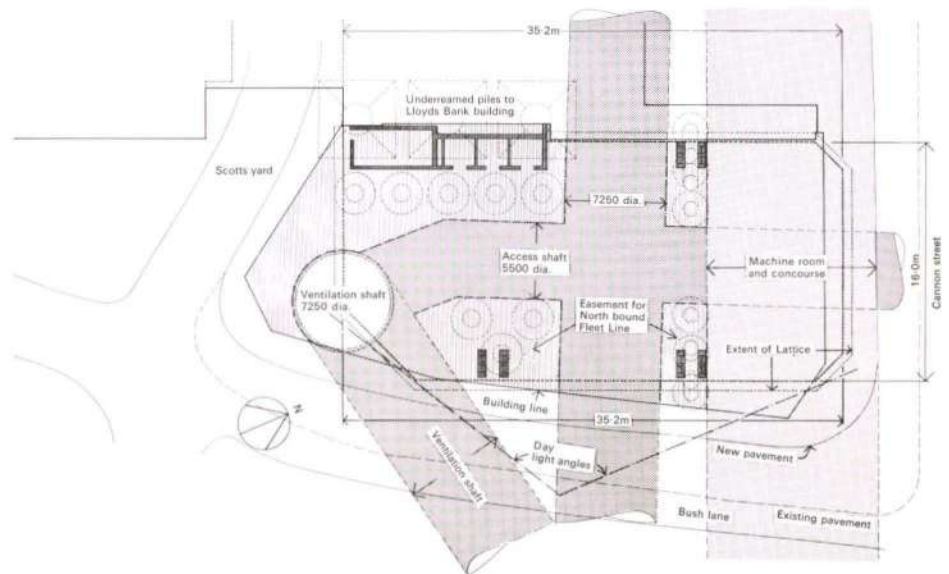 35·2m
Underreamed piles to
Lloyds Bank building
Scotts yard
7250 dia.
Access shaft
5500 dia.
Machine room
and concourse
16·0m
Cannon street
Ventilation shaft
7250 dia.
Easement for
North bound
Fleet Line
Extent of Lattice
Building line
35·2m
N
Ventilation shaft
Day
light angles
New pavement
Bush lane
Existing pavement